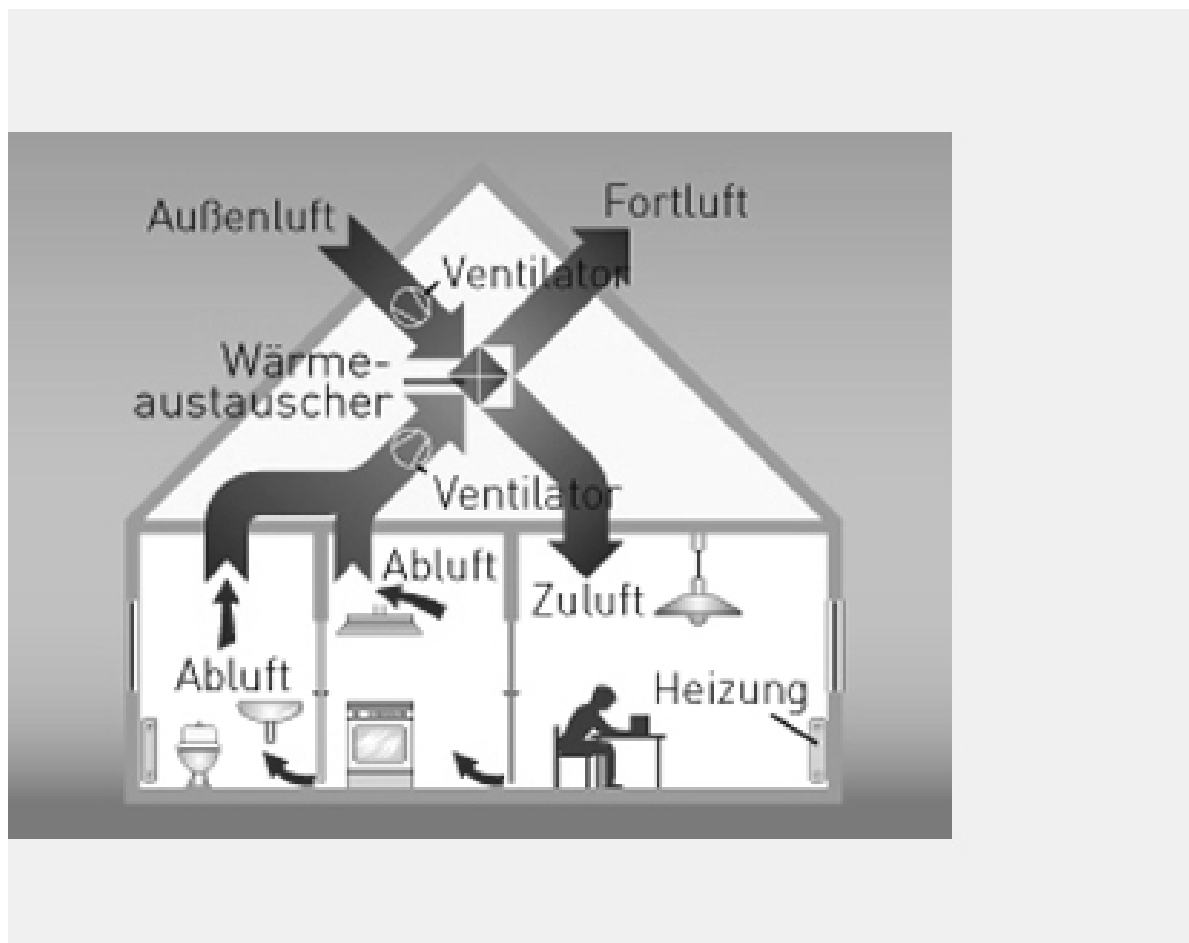 Außenluft
Fortluft
Ventilator
Wärme-
austauscher
Ventilator
Abluft
Zuluft
Abluft
Heizung